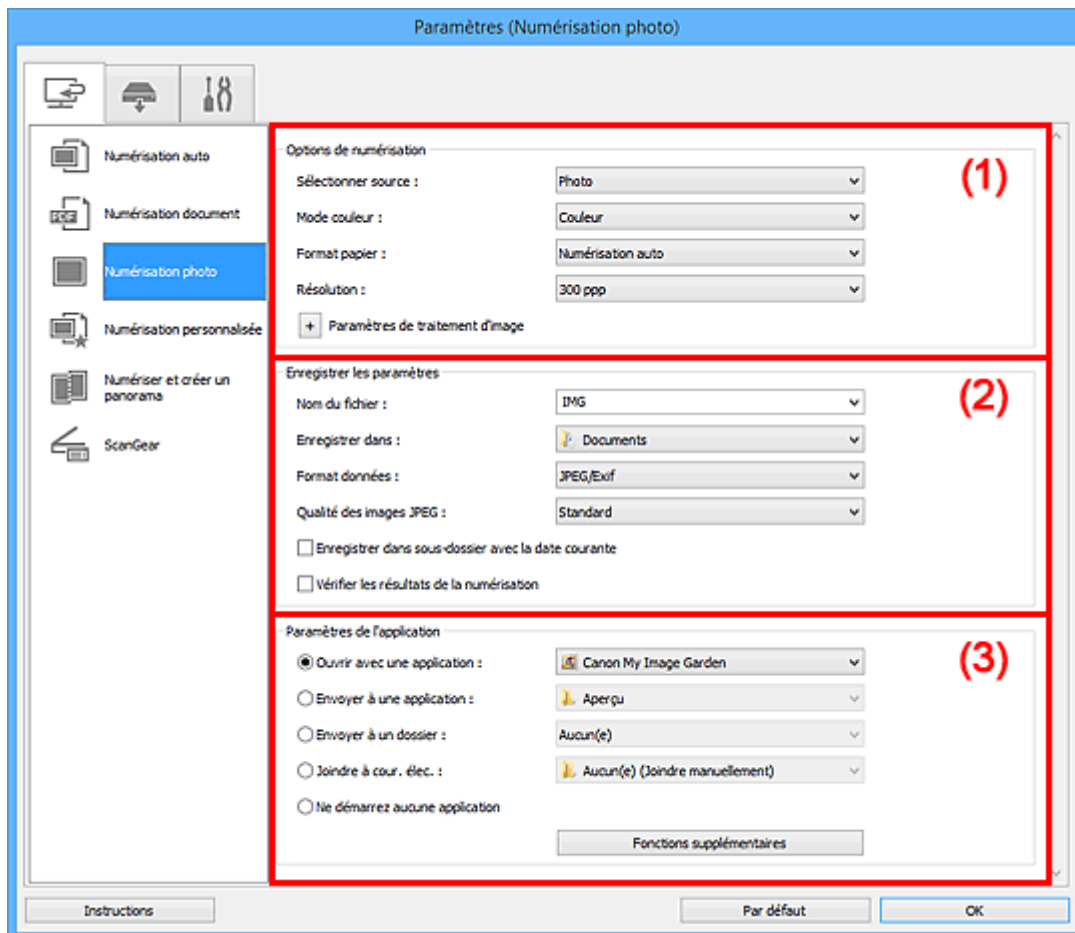 Paramètres (Numérisation photo)
Numérisation auto
PDF
Numérisation document
Numérisation photo
Numérisation personnalisée
Numériser et créer un
panorama
ScanGear
(1)
Options de numérisation
Sélectionner source : Photo
Mode couleur : Couleur
Format papier : Numérisation auto
Résolution : 300 ppp
+ Paramètres de traitement d'image
(2)
Enregistrer les paramètres
Nom du fichier : IMG
Enregistrer dans : Documents
Format données : JPEG/Exif
Qualité des images JPEG : Standard
Enregistrer dans sous-dossier avec la date courante
Vérifier les résultats de la numérisation
(3)
Paramètres de l'application
Ouvrir avec une application : Canon My Image Garden
Envoyer à une application : Aperçu
Envoyer à un dossier : Aucun(e)
Joindre à cour. élec. : Aucun(e) (Joindre manuellement)
Ne démarrez aucune application
Fonctions supplémentaires
Instructions
Par défaut
OK